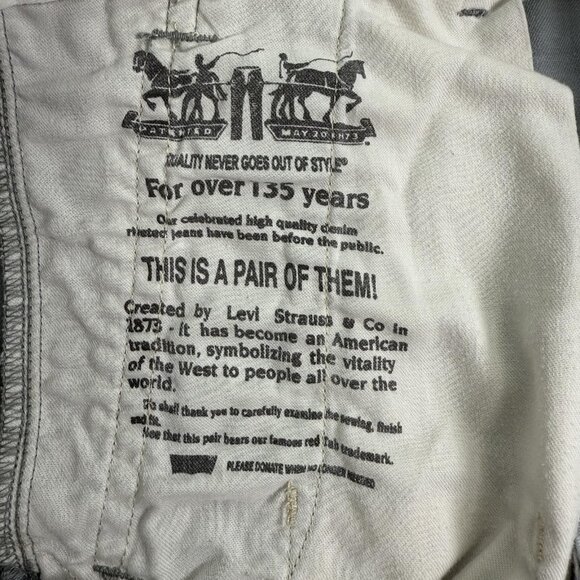 PATENTED MAY 20 1873
QUALITY NEVER GOES OUT OF STYLE®
For over 135 years
Our celebrated high quality denim
riveted jeans have been before the public.
THIS IS A PAIR OF THEM!
Created by Levi Strauss & Co in
1873 - It has become an American
tradition, symbolizing the vitality
of the West to people all over the
world.
We shall thank you to carefully examine the sewing, finish
and fit.
Note that this pair bears our famous red Tab trademark.
PLEASE DONATE WHEN NO LONGER NEEDED